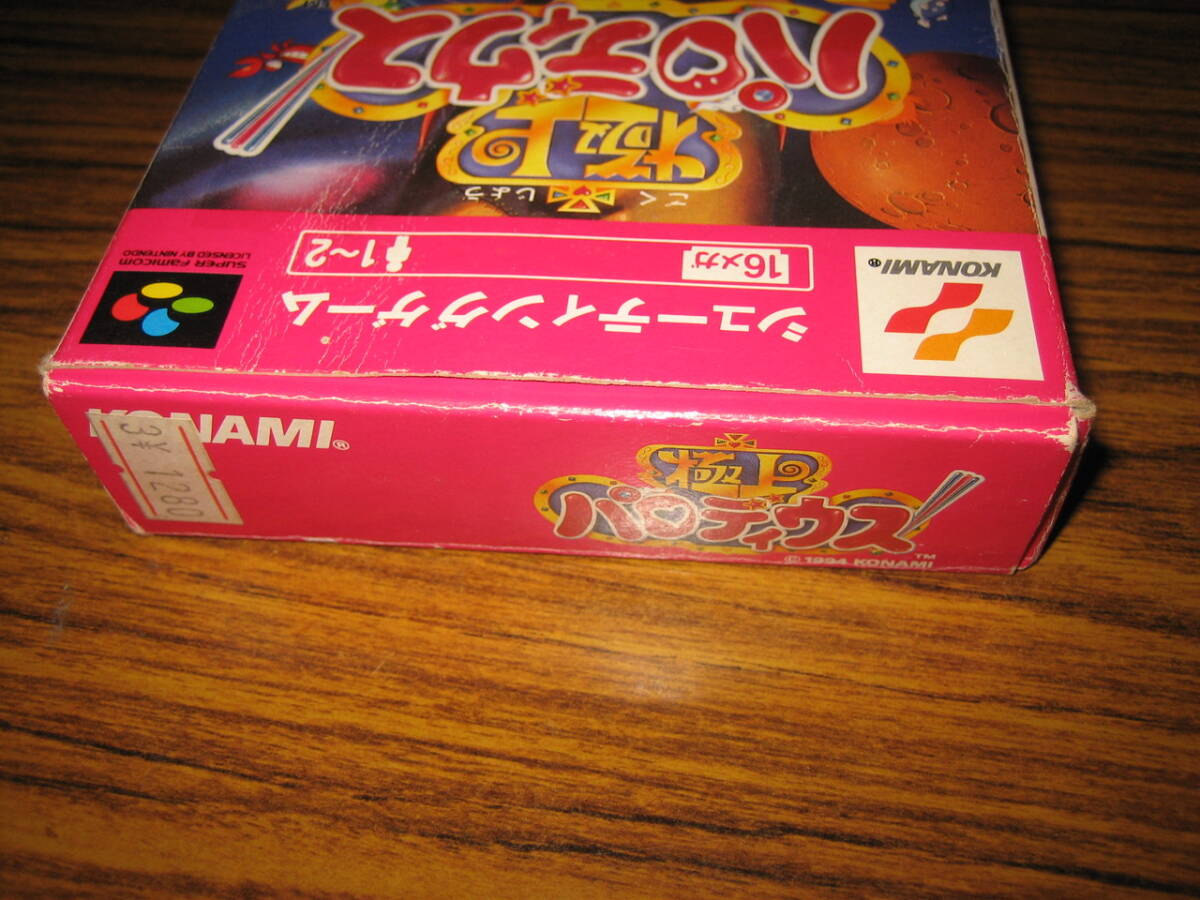 パロディウス
極上
ごく じょう
16メガ
1~2
SUPER Famicom
LICENSED BY NINTENDO
シューティングゲーム
KONAMI®
KONAMI®
3¥ 1280
極上
パロディウス
TM
© 1994 KONAMI